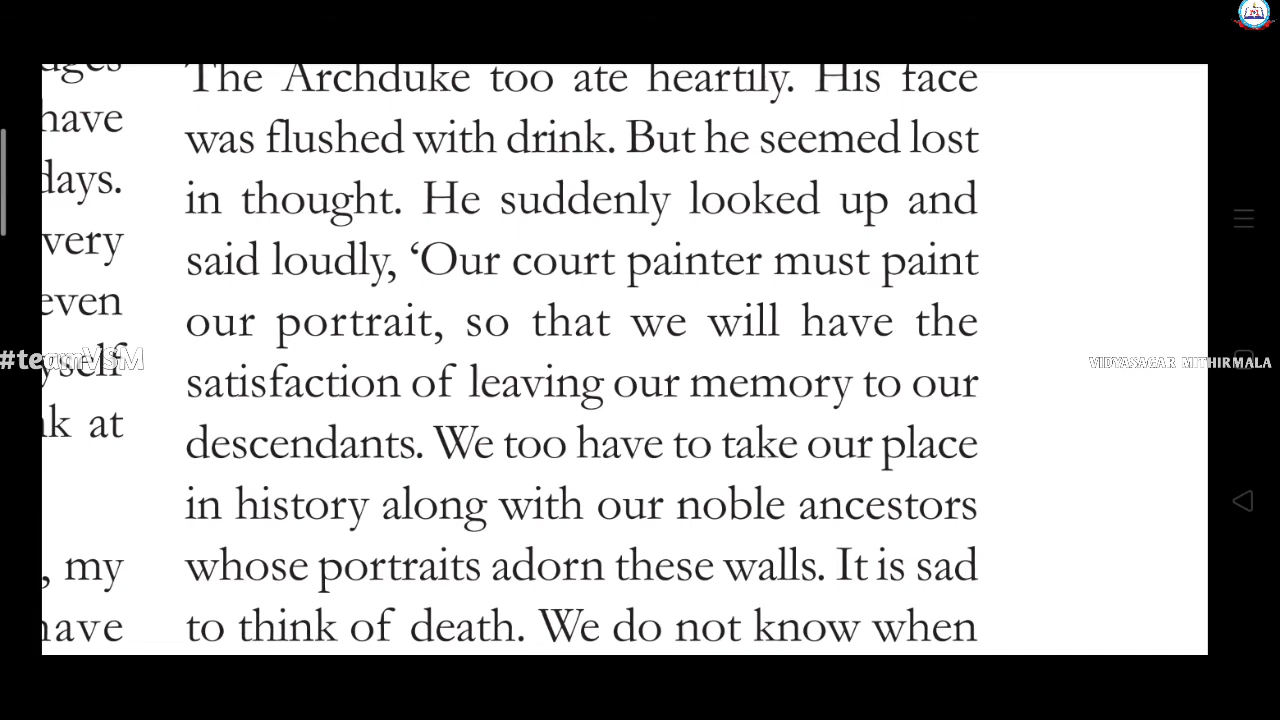 have
days.
very
even
#teamVSM
yself
nk at
, my
have
The Archduke too ate heartily. His face
was flushed with drink. But he seemed lost
in thought. He suddenly looked up and
said loudly, ‘Our court painter must paint
our portrait, so that we will have the
satisfaction of leaving our memory to our
descendants. We too have to take our place
in history along with our noble ancestors
whose portraits adorn these walls. It is sad
to think of death. We do not know when
VIDYASAGAR MITHIRMALA